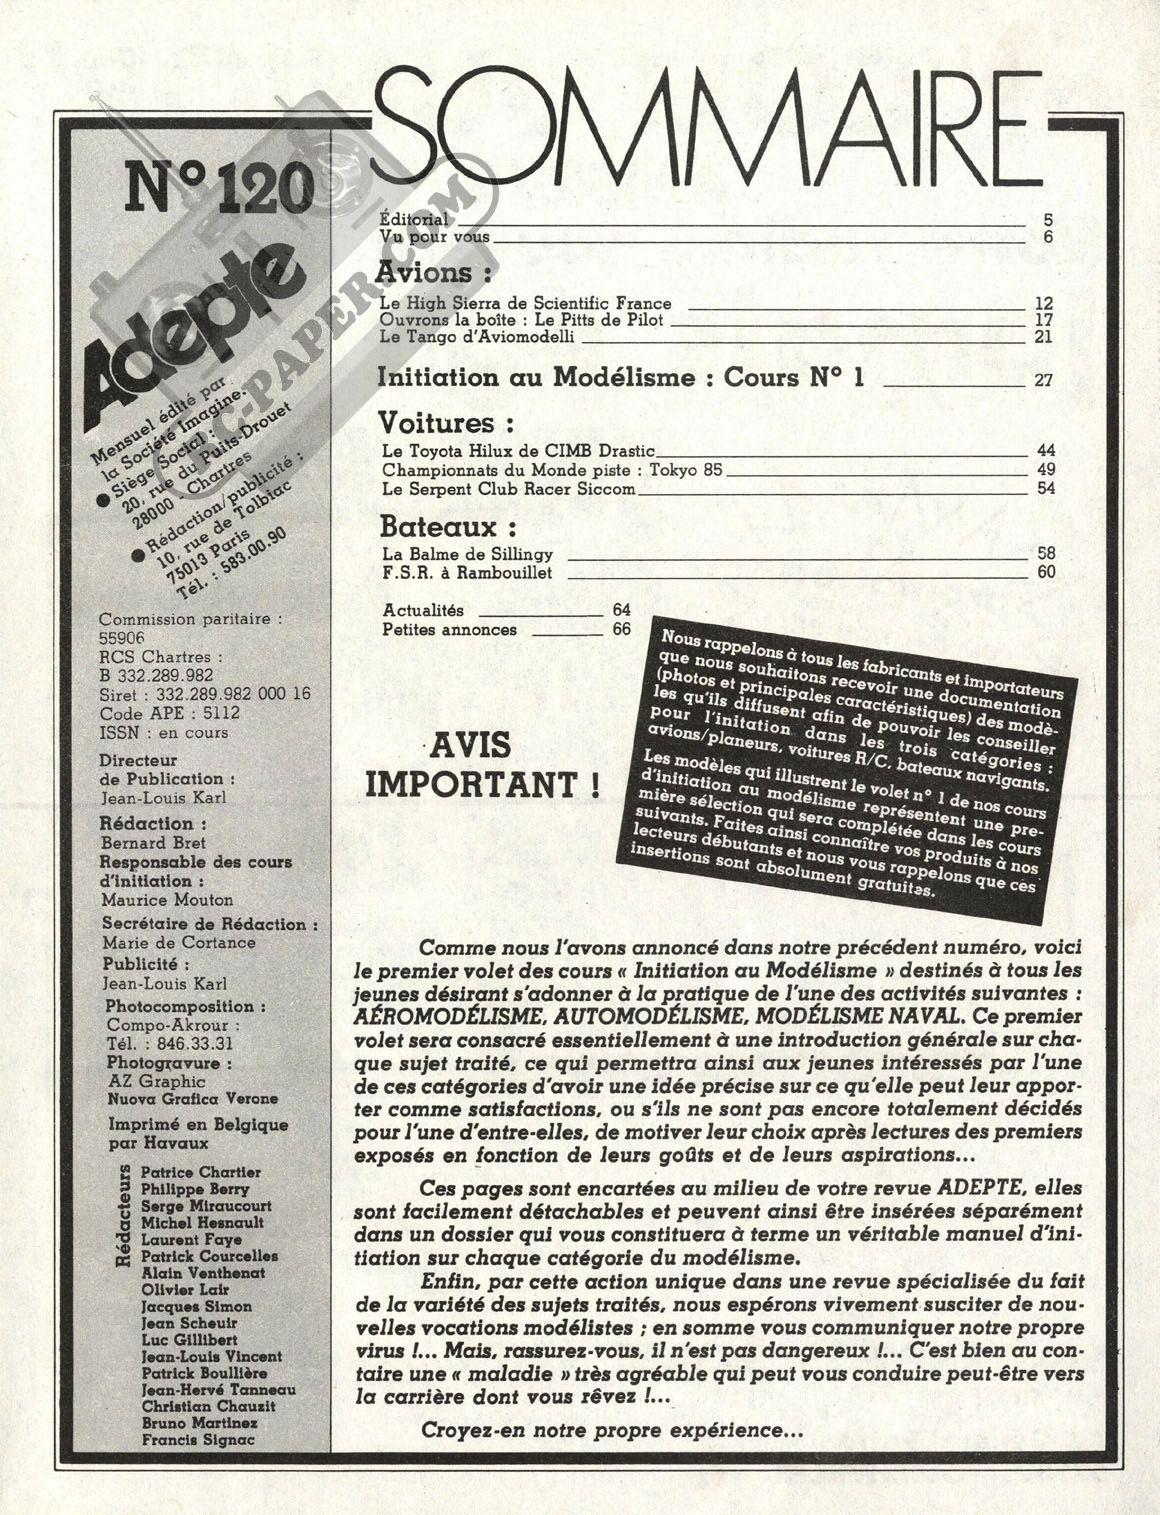 SOMMAIRE
N° 120
Adepte
RC-PAPER.COM
Mensuel édité par
la Société Imagine.
● Siège Social :
20, rue du Puits-Drouet
28000 - Chartres
● Rédaction/publicité :
10, rue de Tolbiac
75013 Paris
Tél. : 583.00.90
Commission paritaire :
55906
RCS Chartres :
B 332.289.982
Siret : 332.289.982 000 16
Code APE : 5112
ISSN : en cours
Directeur
de Publication :
Jean-Louis Karl
Rédaction :
Bernard Bret
Responsable des cours
d'initiation :
Maurice Mouton
Secrétaire de Rédaction :
Marie de Cortance
Publicité :
Jean-Louis Karl
Photocomposition :
Compo-Akrour :
Tél. : 846.33.31
Photogravure :
AZ Graphic
Nuova Grafica Verone
Imprimé en Belgique
par Havaux
Rédacteurs
Patrice Chartier
Philippe Berry
Serge Miraucourt
Michel Hesnault
Laurent Faye
Patrick Courcelles
Alain Venthenat
Olivier Lair
Jacques Simon
Jean Scheuir
Luc Gillibert
Jean-Louis Vincent
Patrick Boullière
Jean-Hervé Tanneau
Christian Chauzit
Bruno Martinez
Francis Signac
Éditorial 5
Vu pour vous 6
Avions :
Le High Sierra de Scientific France 12
Ouvrons la boîte : Le Pitts de Pilot 17
Le Tango d'Aviomodelli 21
Initiation au Modélisme : Cours N° 1 27
Voitures :
Le Toyota Hilux de CIMB Drastic 44
Championnats du Monde piste : Tokyo 85 49
Le Serpent Club Racer Siccom 54
Bateaux :
La Balme de Sillingy 58
F.S.R. à Rambouillet 60
Actualités 64
Petites annonces 66
AVIS
IMPORTANT !
Nous rappelons à tous les fabricants et importateurs
que nous souhaitons recevoir une documentation
(photos et principales caractéristiques) des modè-
les qu'ils diffusent afin de pouvoir les conseiller
pour l'initation dans les trois catégories :
avions/planeurs, voitures R/C, bateaux navigants.
Les modèles qui illustrent le volet n° 1 de nos cours
d'initiation au modélisme représentent une pre-
mière sélection qui sera complétée dans les cours
suivants. Faites ainsi connaître vos produits à nos
lecteurs débutants et nous vous rappelons que ces
insertions sont absolument gratuites.
Comme nous l'avons annoncé dans notre précédent numéro, voici
le premier volet des cours « Initiation au Modélisme » destinés à tous les
jeunes désirant s'adonner à la pratique de l'une des activités suivantes :
AÉROMODÉLISME, AUTOMODÉLISME, MODÉLISME NAVAL. Ce premier
volet sera consacré essentiellement à une introduction générale sur cha-
que sujet traité, ce qui permettra ainsi aux jeunes intéressés par l'une
de ces catégories d'avoir une idée précise sur ce qu'elle peut leur appor-
ter comme satisfactions, ou s'ils ne sont pas encore totalement décidés
pour l'une d'entre-elles, de motiver leur choix après lectures des premiers
exposés en fonction de leurs goûts et de leurs aspirations...
Ces pages sont encartées au milieu de votre revue ADEPTE, elles
sont facilement détachables et peuvent ainsi être insérées séparément
dans un dossier qui vous constituera à terme un véritable manuel d'ini-
tiation sur chaque catégorie du modélisme.
Enfin, par cette action unique dans une revue spécialisée du fait
de la variété des sujets traités, nous espérons vivement susciter de nou-
velles vocations modélistes ; en somme vous communiquer notre propre
virus !... Mais, rassurez-vous, il n'est pas dangereux !... C'est bien au con-
taire une « maladie » très agréable qui peut vous conduire peut-être vers
la carrière dont vous rêvez !...
Croyez-en notre propre expérience...